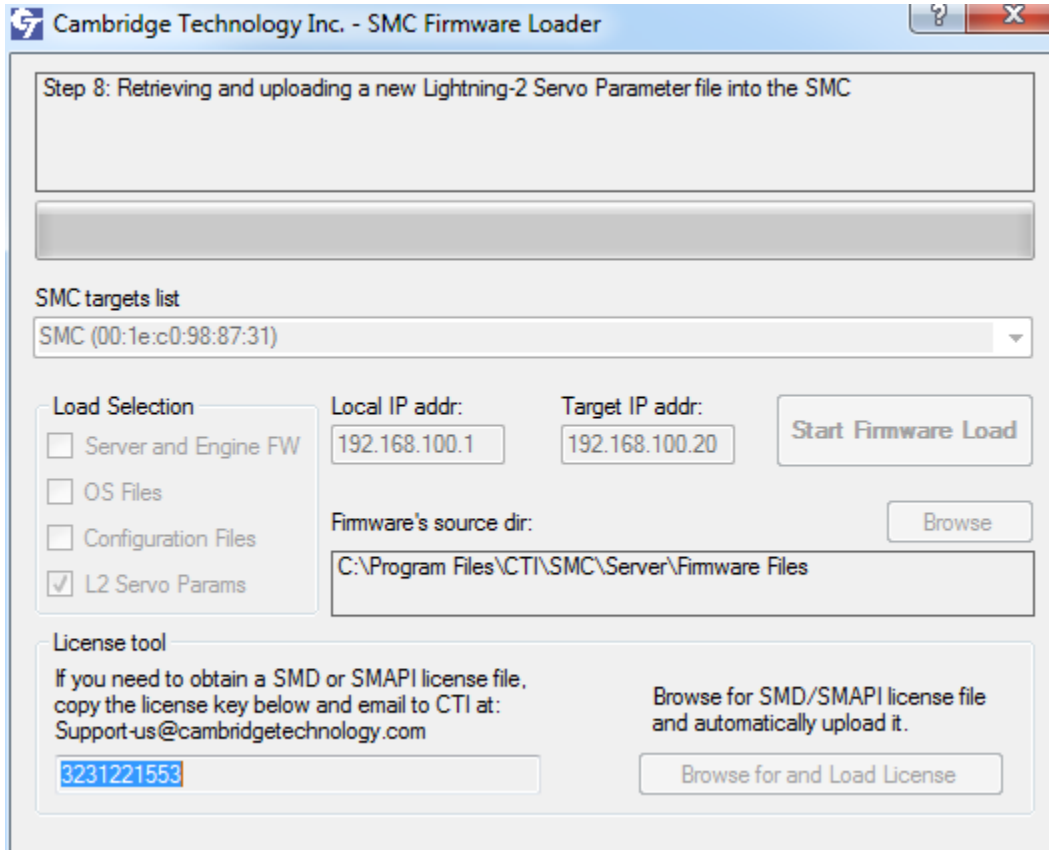 Cambridge Technology Inc. - SMC Firmware Loader
Step 8: Retrieving and uploading a new Lightning-2 Servo Parameter file into the SMC
SMC targets list
SMC (00:1e:c0:98:87:31)
Load Selection
Server and Engine FW
OS Files
Configuration Files
L2 Servo Params
Local IP addr:
192.168.100.1
Target IP addr:
192.168.100.20
Start Firmware Load
Firmware's source dir:
Browse
C:\Program Files\CTI\SMC\Server\Firmware Files
License tool
If you need to obtain a SMD or SMAPI license file,
copy the license key below and email to CTI at:
Support-us@cambridgetechnology.com
3231221553
Browse for SMD/SMAPI license file
and automatically upload it.
Browse for and Load License